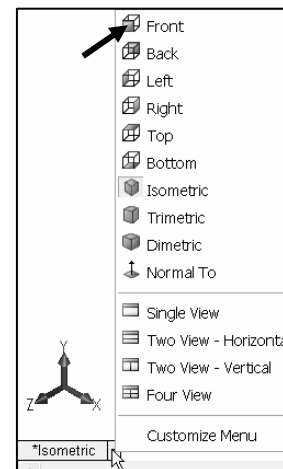 Front
Back
Left
Right
Top
Bottom
Isometric
Trimetric
Dimetric
Normal To
Single View
Two View - Horizonta
Two View - Vertical
Four View
Customize Menu
Y
Z
X
*Isometric